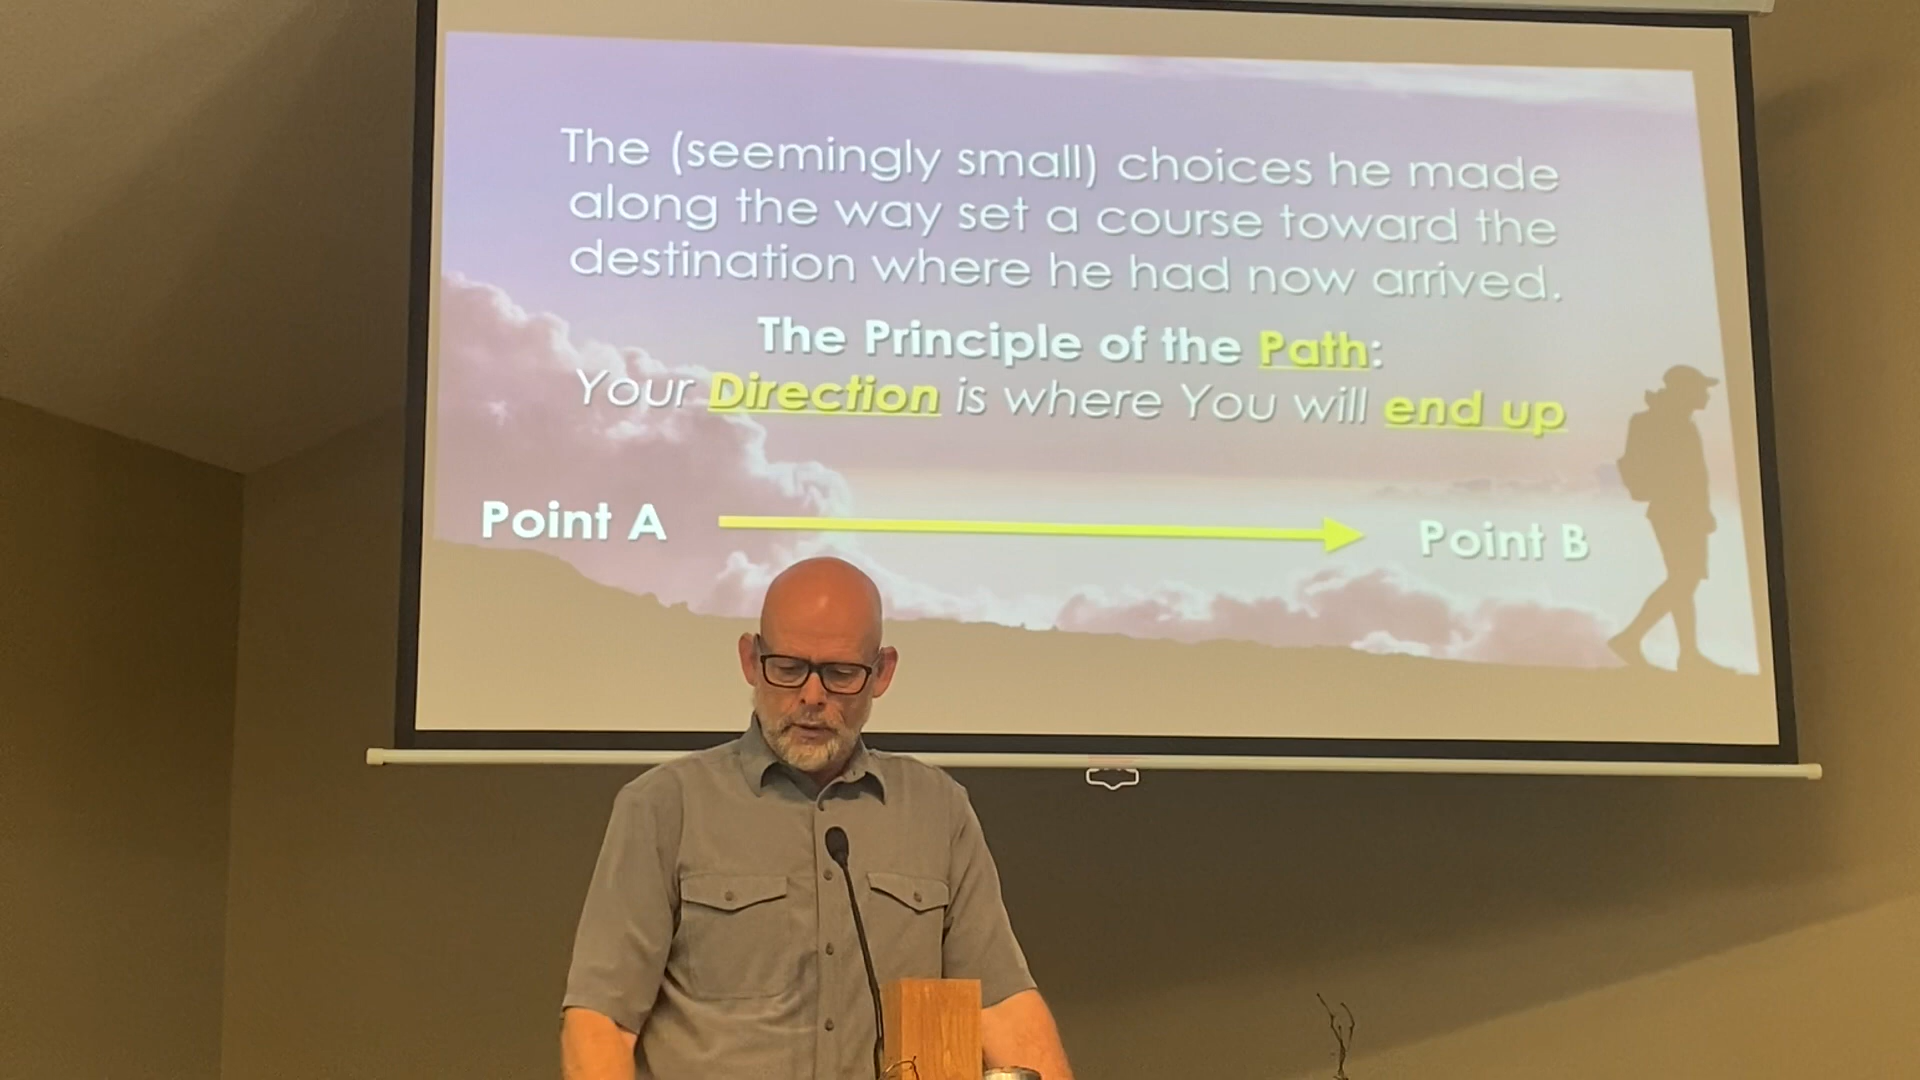 The (seemingly small) choices he made
along the way set a course toward the
destination where he had now arrived.
The Principle of the Path:
Your Direction is where You will end up
Point A
Point B